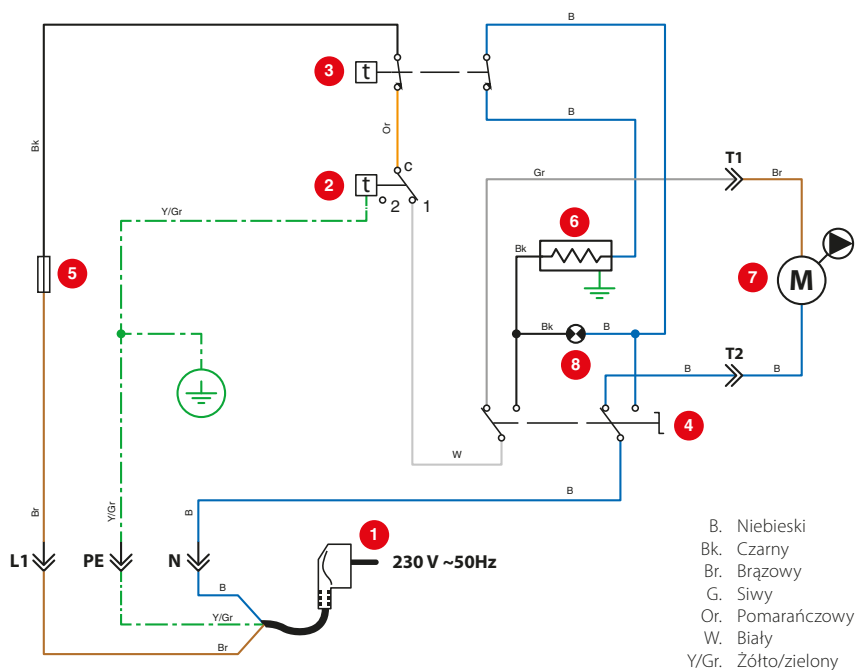 B
3
t
B
Bk
Or
T1
Gr
Br
C
2
t
2
1
Y/Gr
6
Bk
5
7
M
Bk
B
8
T2
B
B
4
W
B
Br
Y/Gr
B
1
L1
PE
N
230 V ~50Hz
B
Y/Gr
Br
B. Niebieski
Bk. Czarny
Br. Brązowy
G. Siwy
Or. Pomarańczowy
W. Biały
Y/Gr. Żółto/zielony